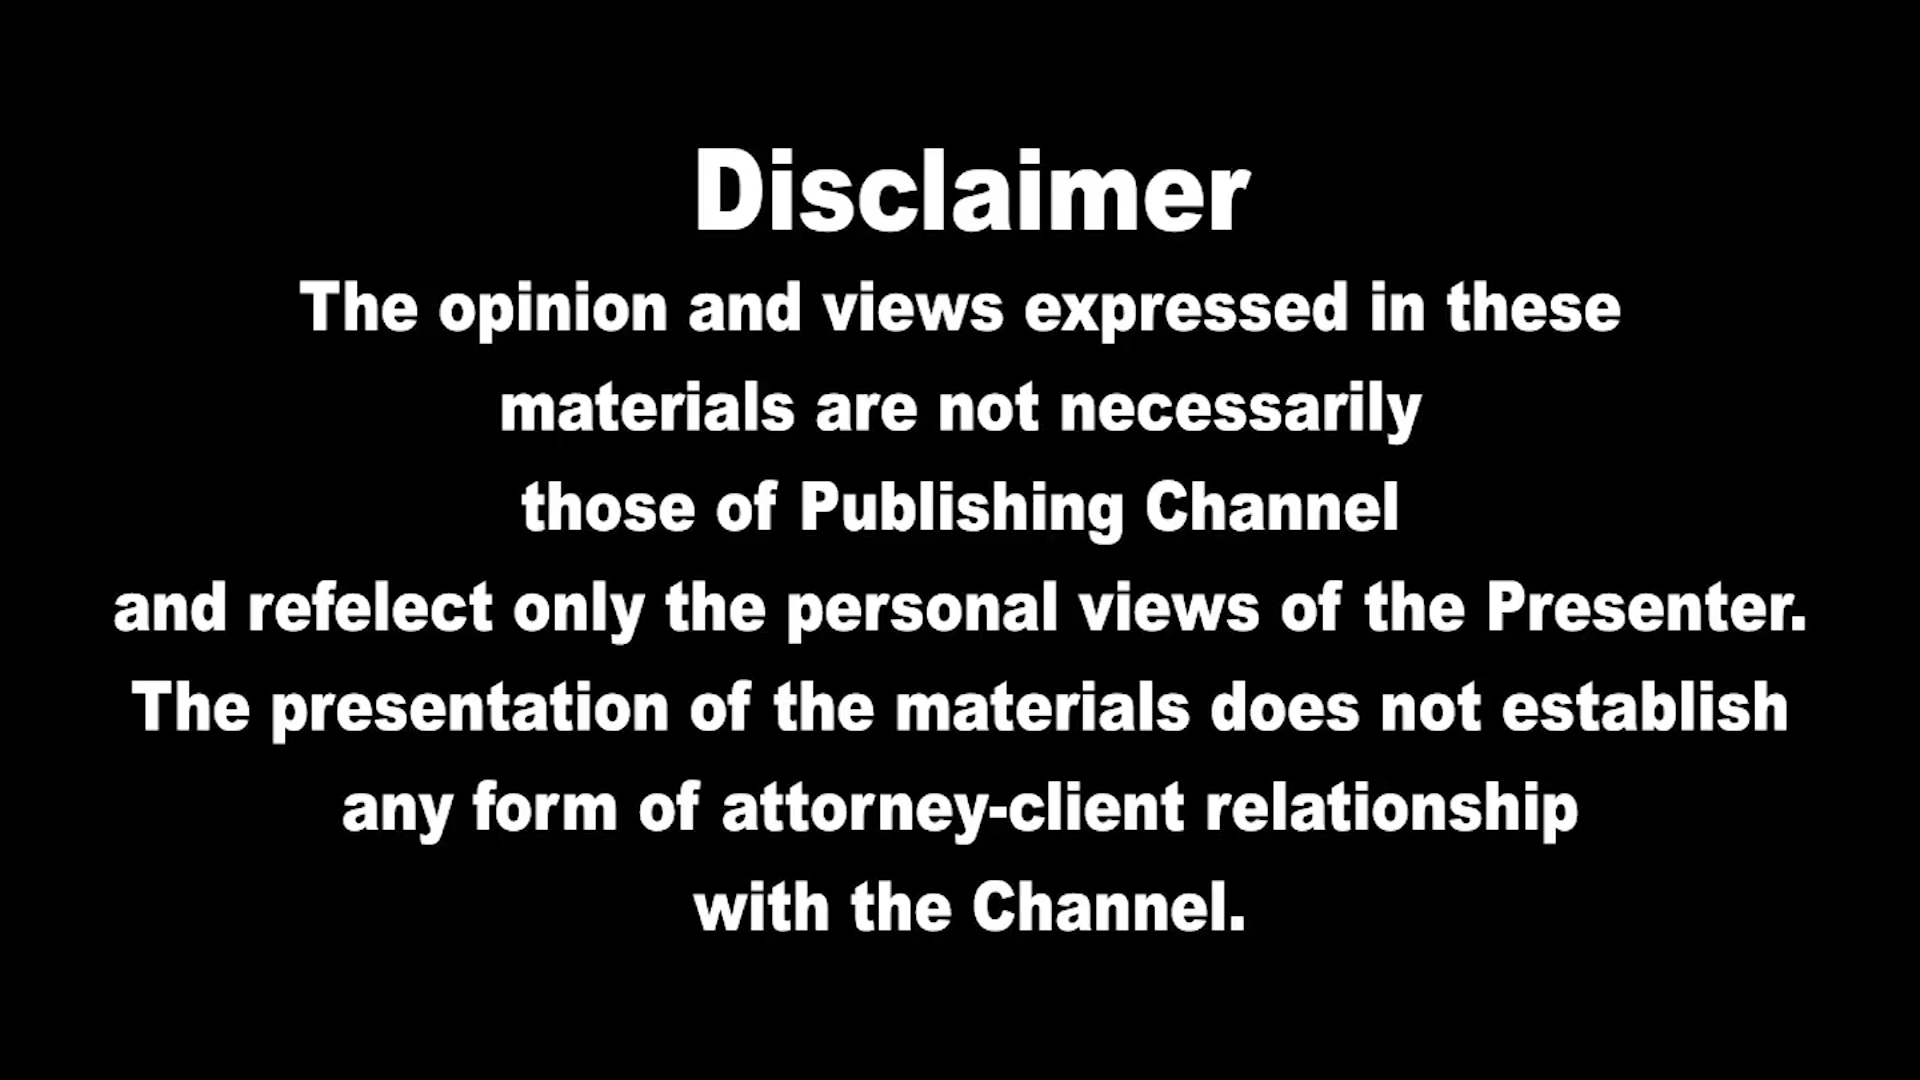 Disclaimer
The opinion and views expressed in these
materials are not necessarily
those of Publishing Channel
and refelect only the personal views of the Presenter.
The presentation of the materials does not establish
any form of attorney-client relationship
with the Channel.